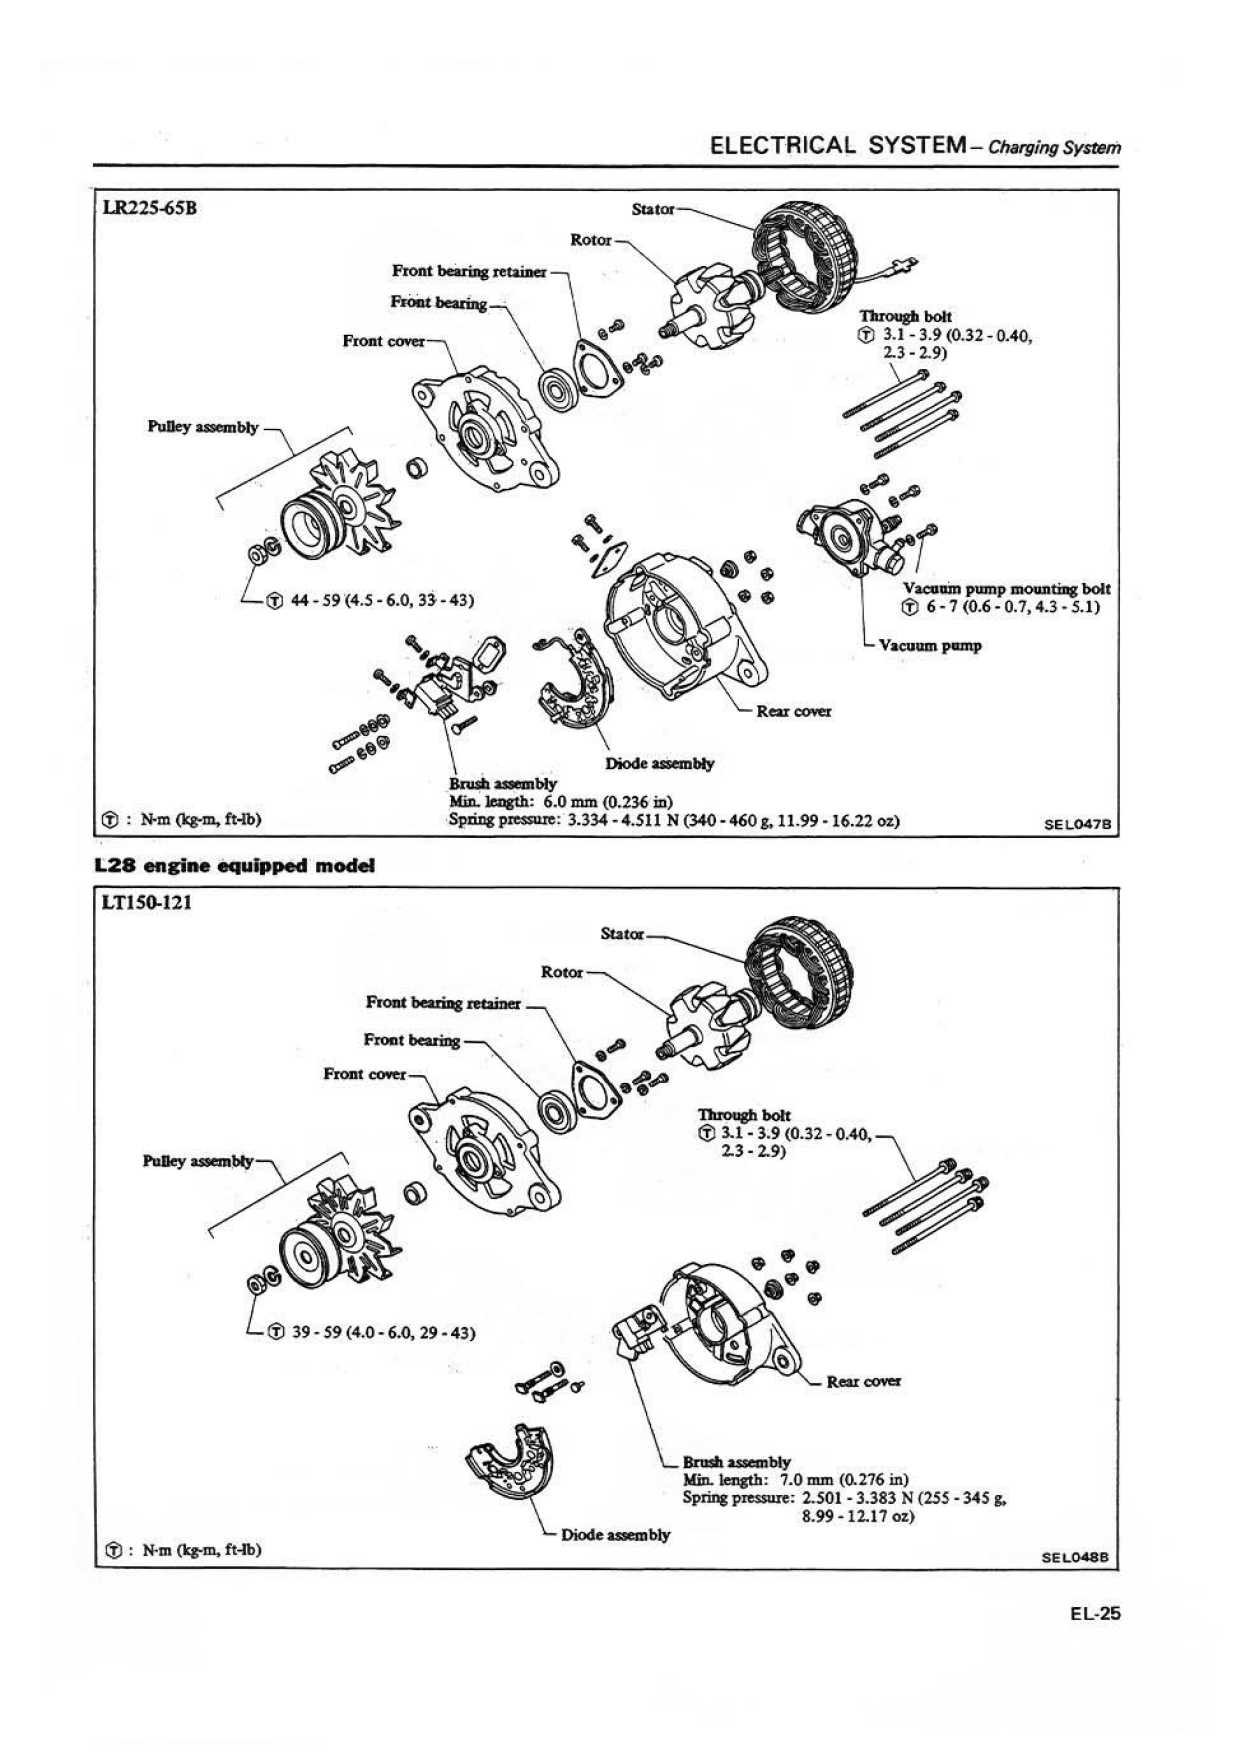 ELECTRICAL SYSTEM – Charging System
LR225-65B
Stator
Rotor
Front bearing retainer
Front bearing
Front cover
Through bolt
Ⓣ 3.1 - 3.9 (0.32 - 0.40,
2.3 - 2.9)
Pulley assembly
Ⓣ 44 - 59 (4.5 - 6.0, 33 - 43)
Vacuum pump mounting bolt
Ⓣ 6 - 7 (0.6 - 0.7, 4.3 - 5.1)
Vacuum pump
Rear cover
Diode assembly
Brush assembly
Min. length: 6.0 mm (0.236 in)
Spring pressure: 3.334 - 4.511 N (340 - 460 g, 11.99 - 16.22 oz)
Ⓣ : N·m (kg-m, ft-lb)
SEL047B
L28 engine equipped model
LT150-121
Stator
Rotor
Front bearing retainer
Front bearing
Front cover
Through bolt
Ⓣ 3.1 - 3.9 (0.32 - 0.40,
2.3 - 2.9)
Pulley assembly
Ⓣ 39 - 59 (4.0 - 6.0, 29 - 43)
Rear cover
Brush assembly
Min. length: 7.0 mm (0.276 in)
Spring pressure: 2.501 - 3.383 N (255 - 345 g,
8.99 - 12.17 oz)
Diode assembly
Ⓣ : N·m (kg-m, ft-lb)
SEL048B
EL-25